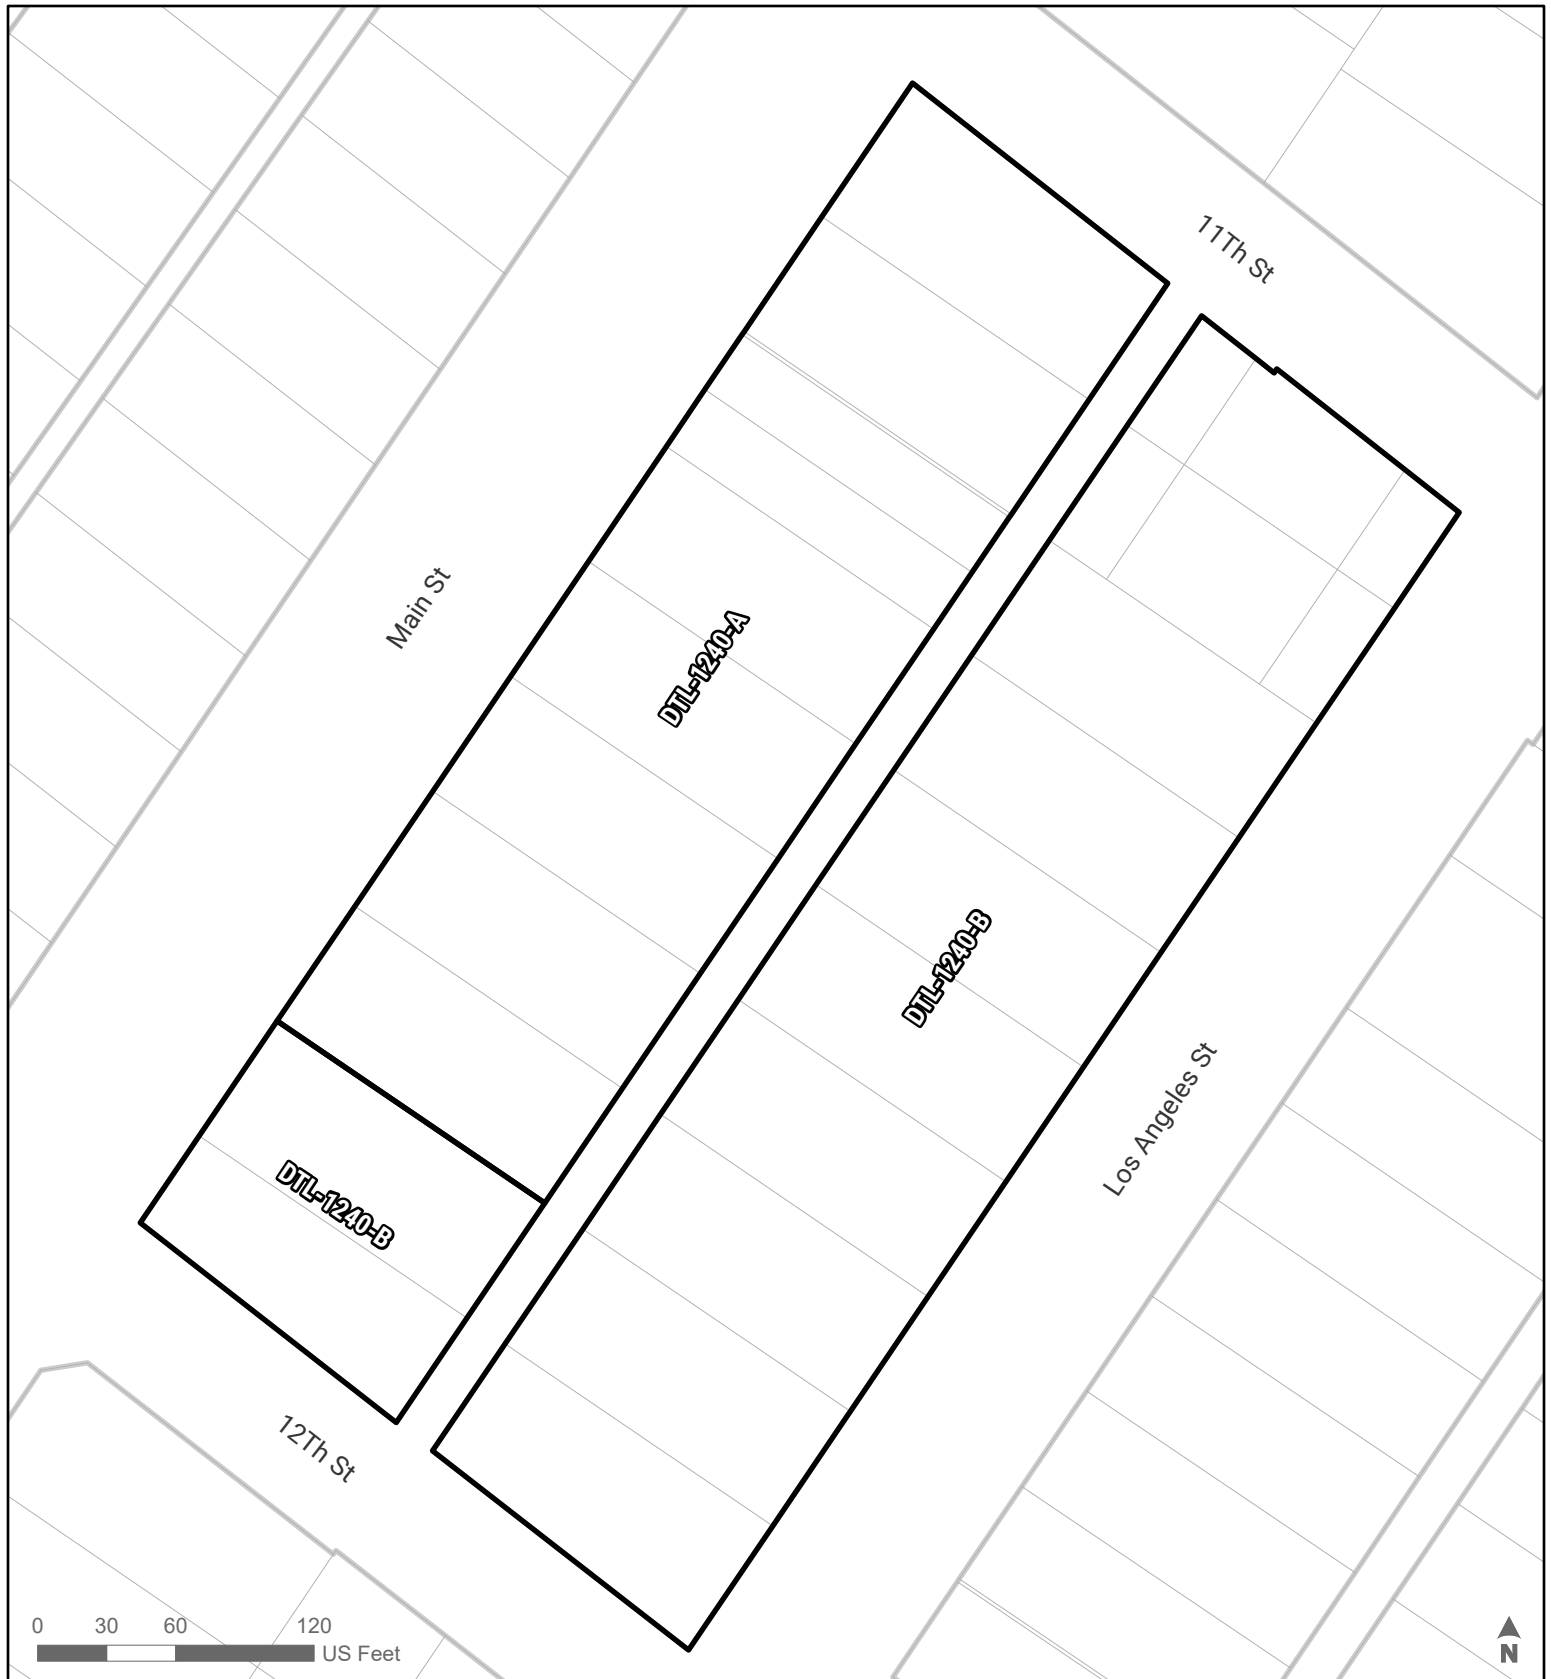 11Th St
Main St
DTL-1240-A
DTL-1240-B
Los Angeles St
DTL-1240-B
12Th St
0 30 60 120
US Feet
N